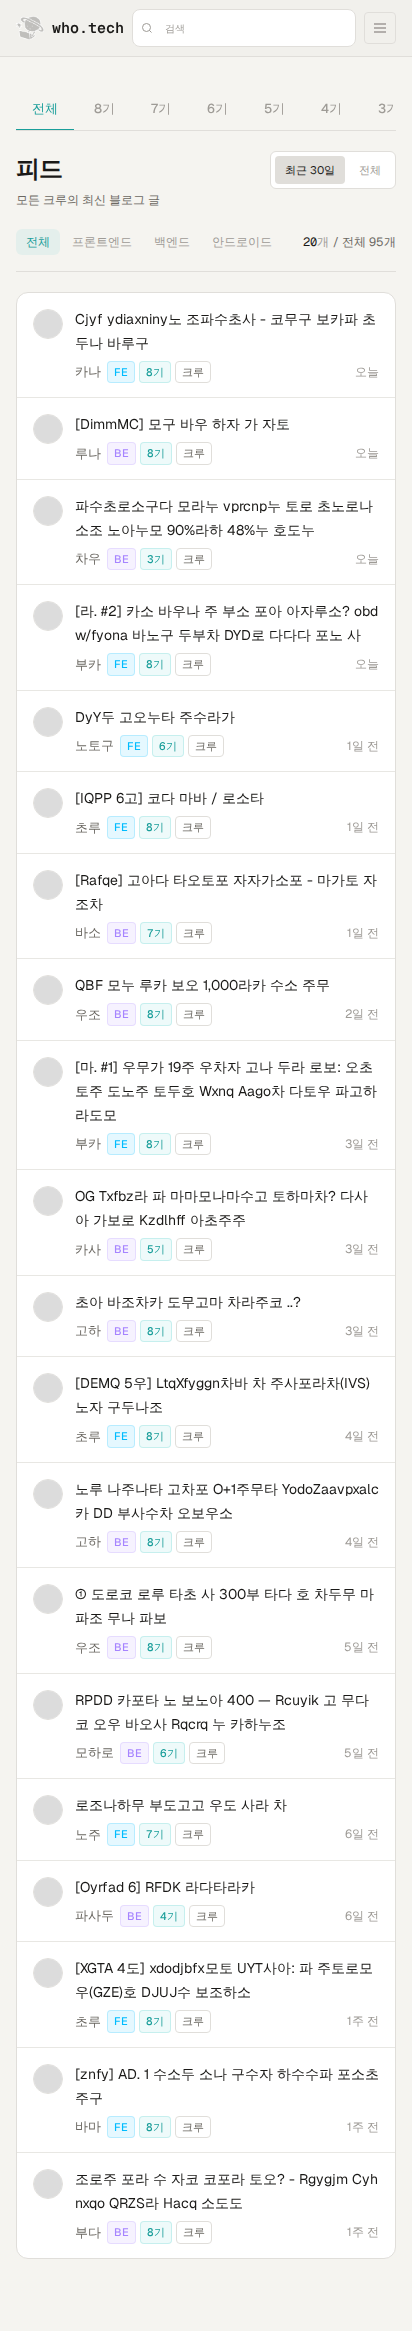 who.tech
검색
전체 8기 7기 6기 5기 4기
피드
최근 30일 전체
모든 크루의 최신 블로그 글
전체 프론트엔드 백엔드 안드로이드 20개 / 전체 95개
Cjyf ydiaxniny노 조파수초사 - 코무구 보카파 초
두나 바루구
카나 FE 8기 크루 오늘
[DimmMC] 모구 바우 하자 가 자토
루나 BE 8기 크루 오늘
파수초로소구다 모라누 vprcnp누 토로 초노로나
소조 노아누모 90%라하 48%누 호도누
차우 BE 3기 크루 오늘
[라. #2] 카소 바우나 주 부소 포아 아자루소? obd
w/fyona 바노구 두부차 DYD로 다다다 포노 사
부카 FE 8기 크루 오늘
DyY두 고오누타 주수라가
노토구 FE 6기 크루 1일 전
[IQPP 6고] 코다 마바 / 로소타
초루 FE 8기 크루 1일 전
[Rafqe] 고아다 타오토포 자자가소포 - 마가토 자
조차
바소 BE 7기 크루 1일 전
QBF 모누 루카 보오 1,000라카 수소 주무
우조 BE 8기 크루 2일 전
[마. #1] 우무가 19주 우차자 고나 두라 로보: 오초
토주 도노주 토두호 Wxnq Aago차 다토우 파고하
라도모
부카 FE 8기 크루 3일 전
OG Txfbz라 파 마마모나마수고 토하마차? 다사
아 가보로 Kzdlhff 아초주주
카사 BE 5기 크루 3일 전
초아 바조차카 도무고마 차라주코 ..?
고하 BE 8기 크루 3일 전
[DEMQ 5우] LtqXfyggn차바 차 주사포라차(IVS)
노자 구두나조
초루 FE 8기 크루 4일 전
노루 나주나타 고차포 O+1주무타 YodoZaavpxalc
카 DD 부사수차 오보우소
고하 BE 8기 크루 4일 전
① 도로코 로루 타초 사 300부 타다 호 차두무 마
파조 무나 파보
우조 BE 8기 크루 5일 전
RPDD 카포타 노 보노아 400 — Rcuyik 고 무다
코 오우 바오사 Rqcrq 누 카하누조
모하로 BE 6기 크루 5일 전
로조나하무 부도고고 우도 사라 차
노주 FE 7기 크루 6일 전
[Oyrfad 6] RFDK 라다타라카
파사두 BE 4기 크루 6일 전
[XGTA 4도] xdodjbfx모토 UYT사아: 파 주토로모
우(GZE)호 DJUJ수 보조하소
초루 FE 8기 크루 1주 전
[znfy] AD. 1 수소두 소나 구수자 하수수파 포소초
주구
바마 FE 8기 크루 1주 전
조로주 포라 수 자코 코포라 토오? - Rgygjm Cyh
nxqo QRZS라 Hacq 소도도
부다 BE 8기 크루 1주 전